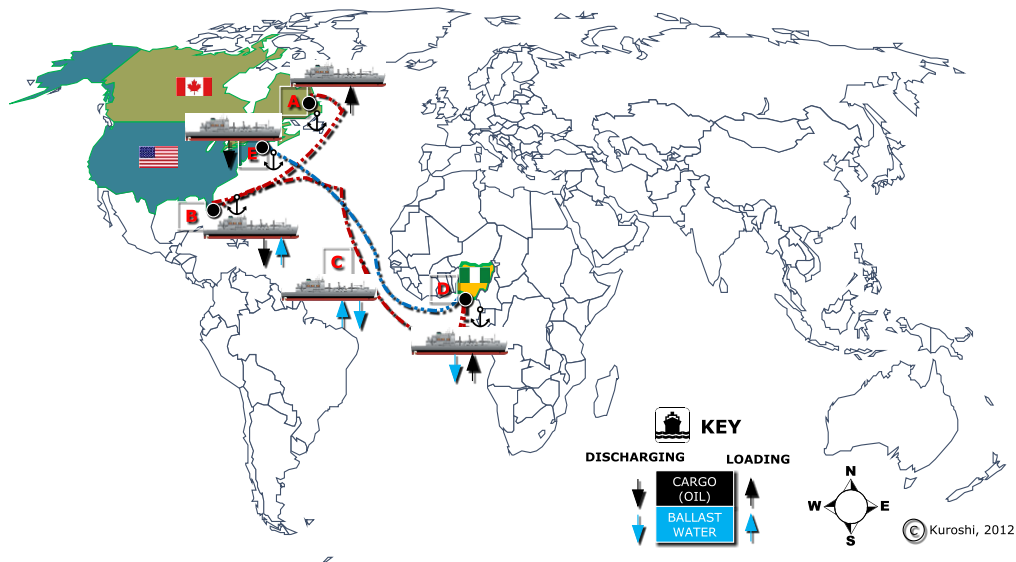 A
E
B
C
D
KEY
DISCHARGING
LOADING
CARGO
(OIL)
BALLAST
WATER
N
W
E
S
© Kuroshi, 2012